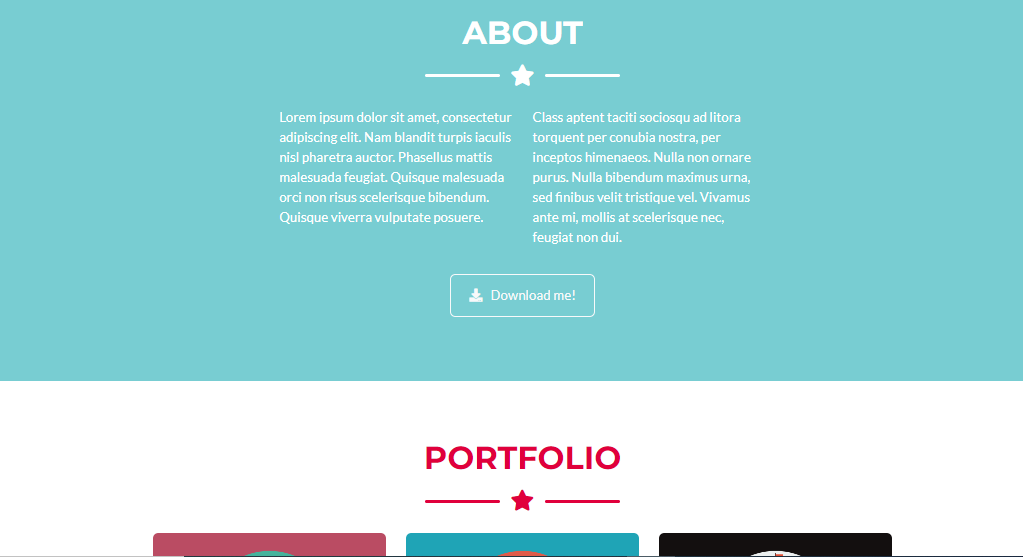 ABOUT
Lorem ipsum dolor sit amet, consectetur
adipiscing elit. Nam blandit turpis iaculis
nisl pharetra auctor. Phasellus mattis
malesuada feugiat. Quisque malesuada
orci non risus scelerisque bibendum.
Quisque viverra vulputate posuere.
Class aptent taciti sociosqu ad litora
torquent per conubia nostra, per
inceptos himenaeos. Nulla non ornare
purus. Nulla bibendum maximus urna,
sed finibus velit tristique vel. Vivamus
ante mi, mollis at scelerisque nec,
feugiat non dui.
Download me!
PORTFOLIO